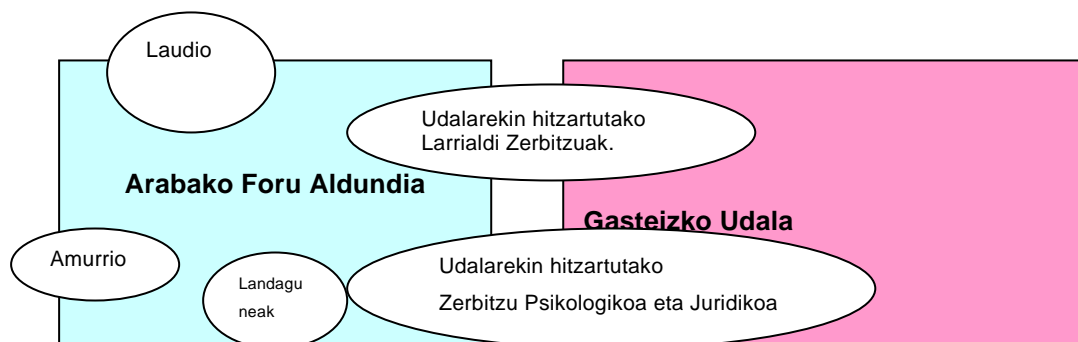 Laudio
Udalarekin hitzartutako
Larrialdi Zerbitzuak.
Arabako Foru Aldundia
Gasteizko Udala
Amurrio
Udalarekin hitzartutako
Landagu
neak
Zerbitzu Psikologikoa eta Juridikoa